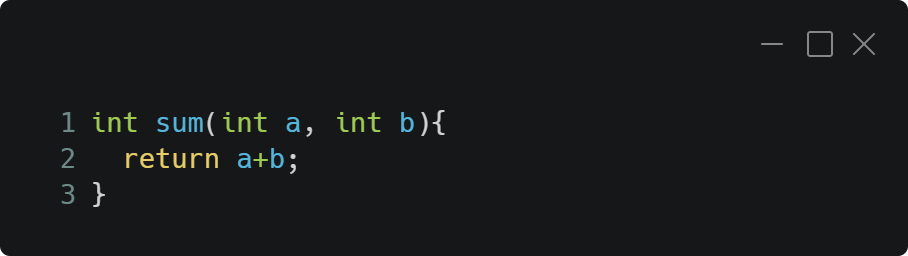 1 int sum(int a, int b){
2   return a+b;
3 }